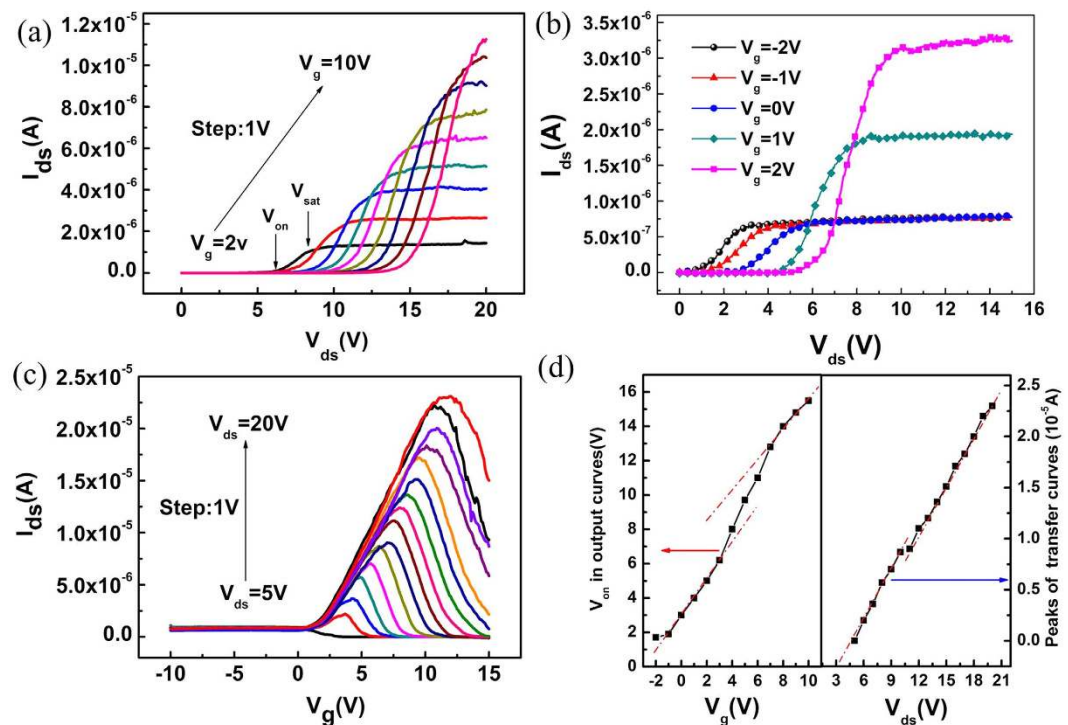 (a)
1.0x10⁻⁵
8.0x10⁻⁶
6.0x10⁻⁶
4.0x10⁻⁶
2.0x10⁻⁶
0.0
I_ds(A)
V_g=10V
Step:1V
V_sat
V_on
V_g=2v
0 5 10 15 20
V_ds(V)
(b)
3.5x10⁻⁶
3.0x10⁻⁶
2.5x10⁻⁶
2.0x10⁻⁶
1.5x10⁻⁶
1.0x10⁻⁶
5.0x10⁻⁷
0.0
I_ds(A)
V_g=-2V
V_g=-1V
V_g=0V
V_g=1V
V_g=2V
0 2 4 6 8 10 12 14 16
V_ds(V)
(c)
2.5x10⁻⁵
2.0x10⁻⁵
1.5x10⁻⁵
1.0x10⁻⁵
5.0x10⁻⁶
0.0
I_ds(A)
V_ds=20V
Step:1V
V_ds=5V
-10 -5 0 5 10 15
V_g(V)
(d)
16
14
12
10
8
6
4
2
0
V_on in output curves(V)
-2 0 2 4 6 8 10
V_g(V)
3 6 9 12 15 18 21
V_ds(V)
2.5
2.0
1.5
1.0
0.5
0.0
Peaks of transfer curves (10⁻⁵A)